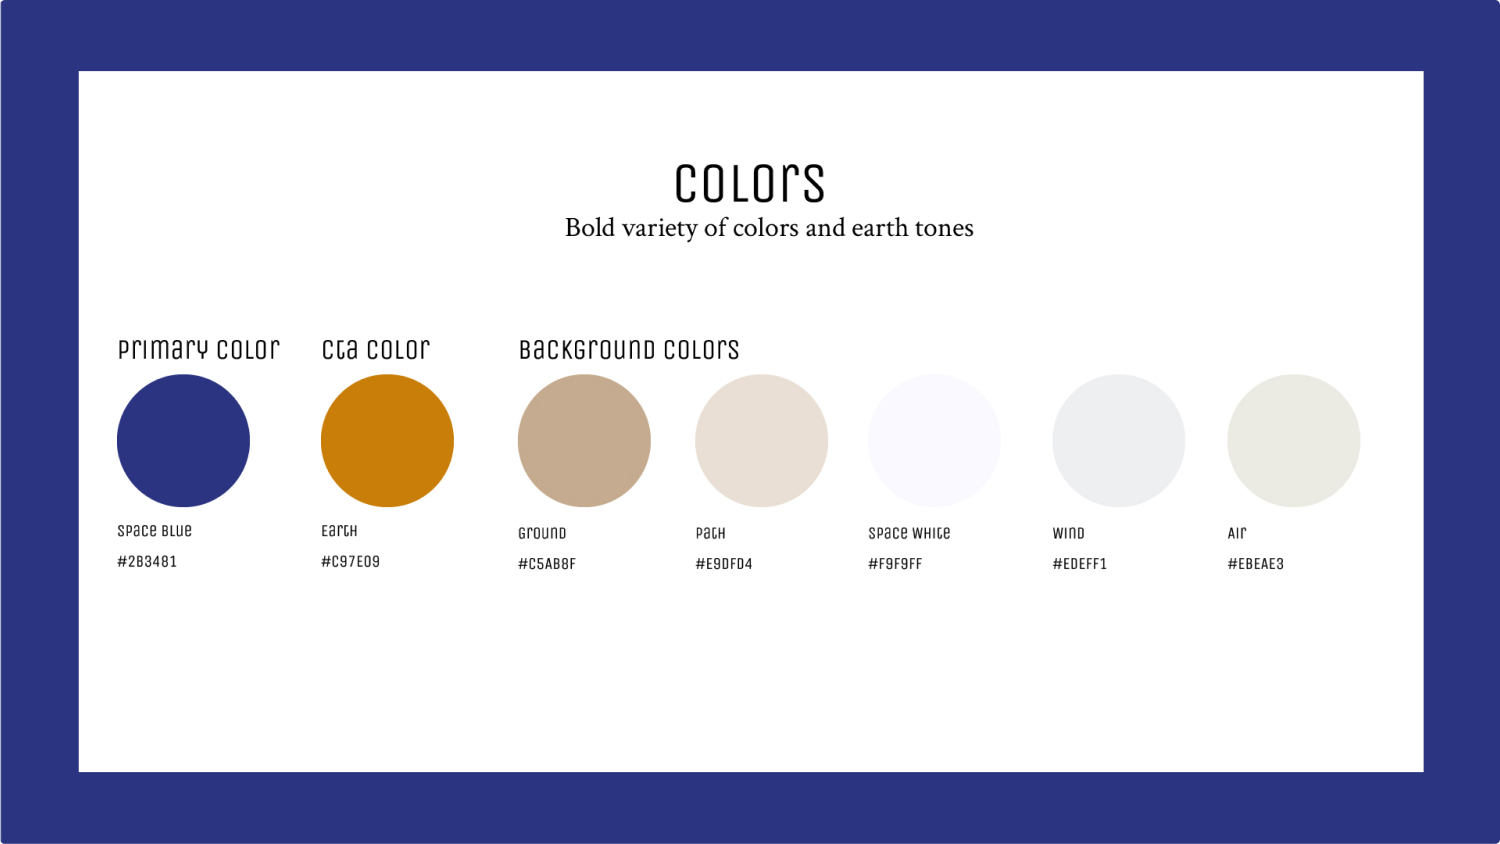 Colors
Bold variety of colors and earth tones
Primary Color
CTA Color
Background Colors
Space Blue
#2B3481
Earth
#C97E09
Ground
#C5AB8F
Path
#E9DFD4
Space White
#F9F9FF
Wind
#EDEFF1
Air
#EBEAE3